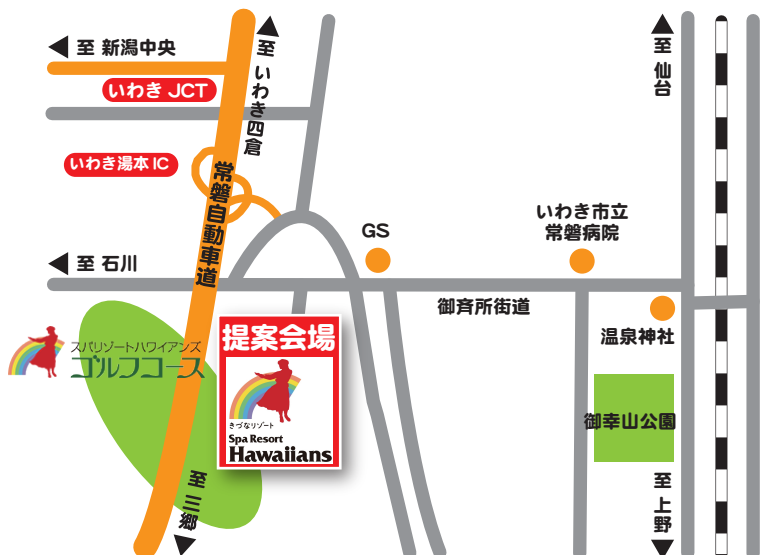 至 新潟中央
いわき JCT
至 いわき四倉
至 仙台
いわき湯本 IC
常磐自動車道
いわき市立
常磐病院
GS
至 石川
御斉所街道
温泉神社
スパリゾートハワイアンズ
ゴルフコース
提案会場
きづなリゾート
Spa Resort
Hawaiians
御幸山公園
至 三郷
至 上野